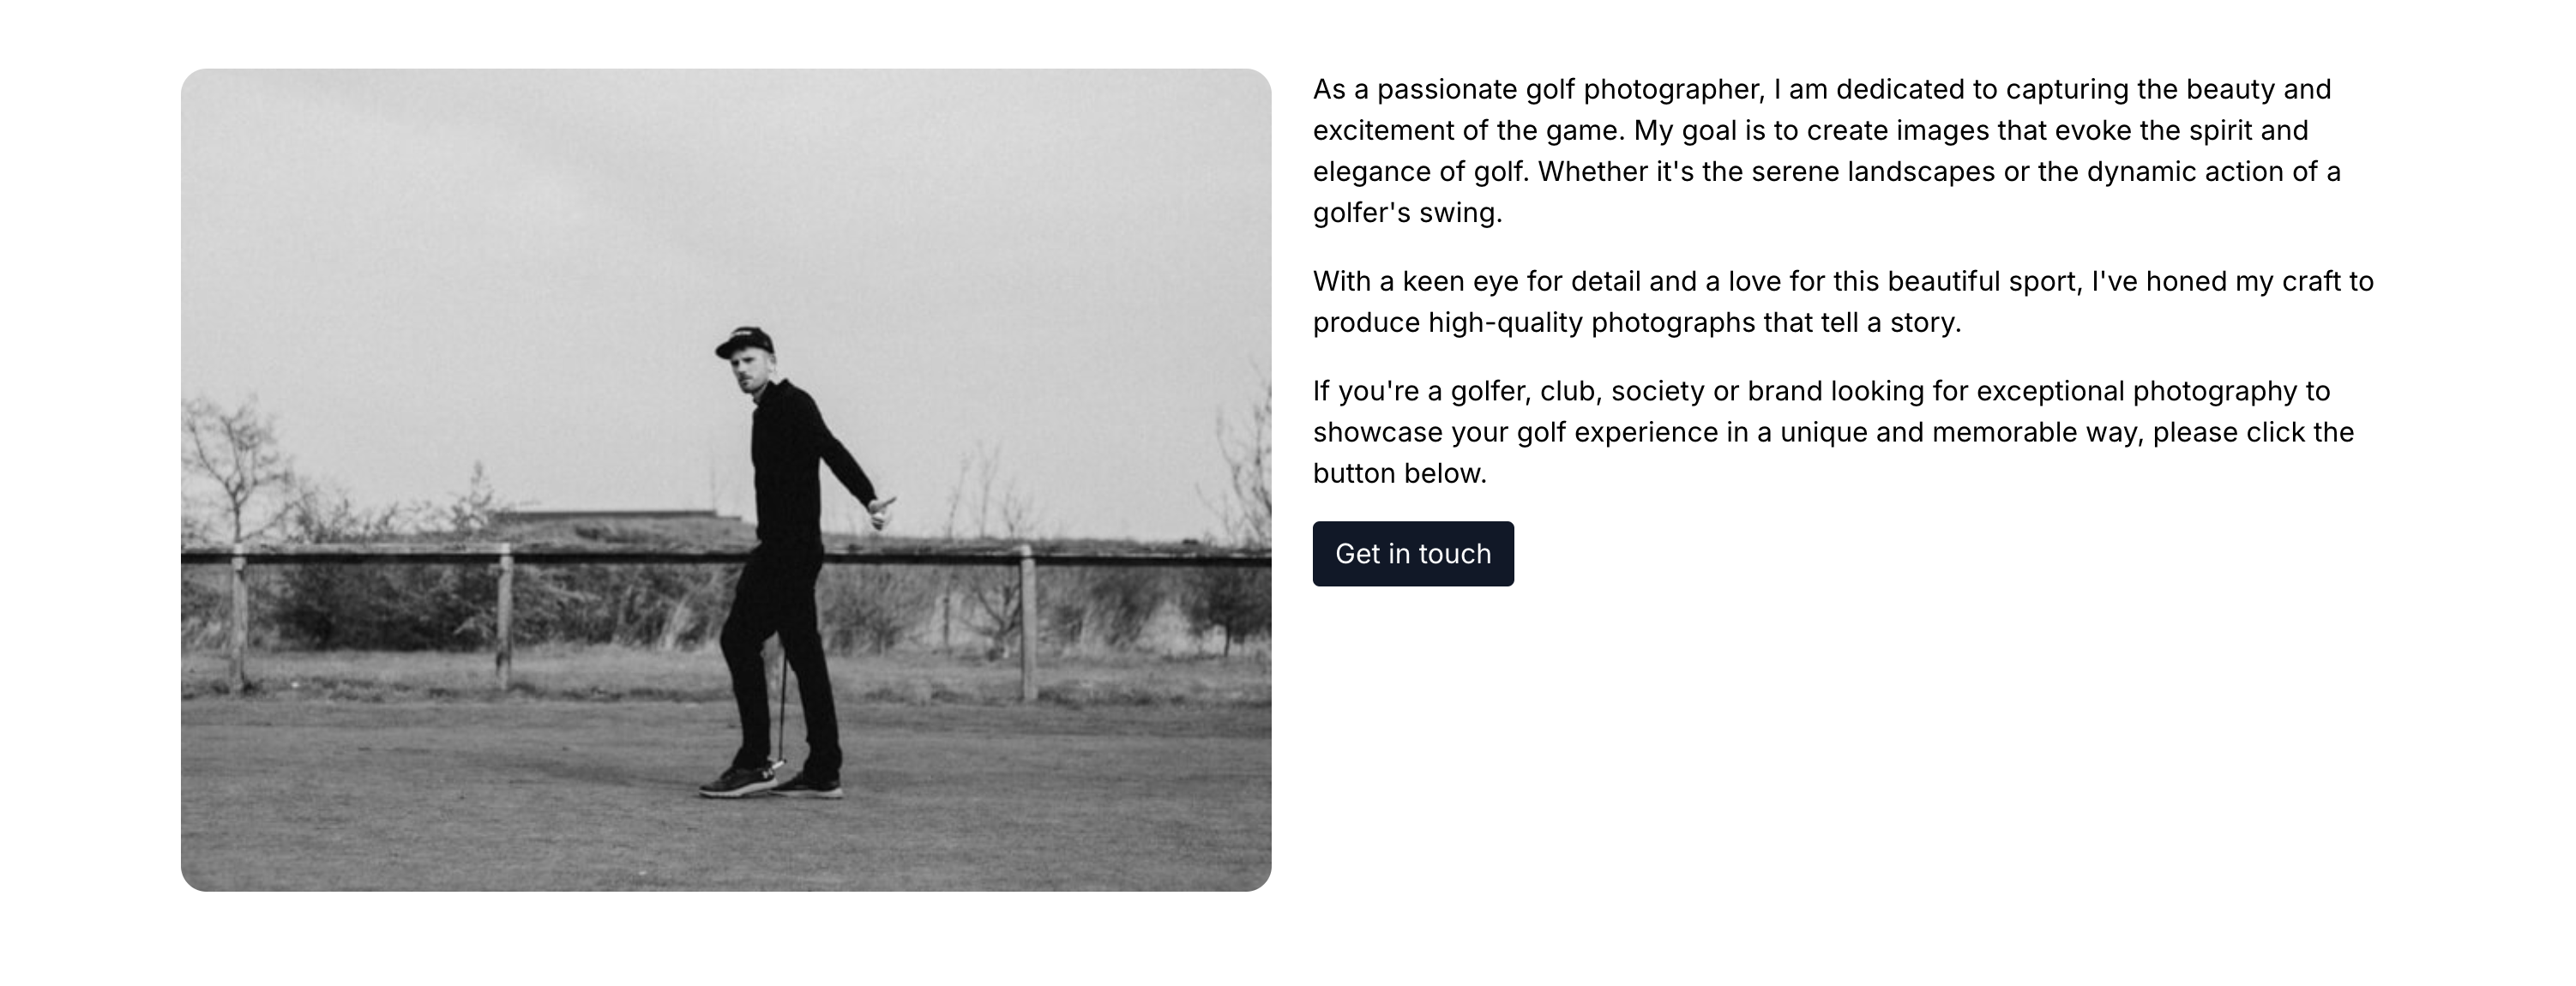 As a passionate golf photographer, I am dedicated to capturing the beauty and
excitement of the game. My goal is to create images that evoke the spirit and
elegance of golf. Whether it's the serene landscapes or the dynamic action of a
golfer's swing.
With a keen eye for detail and a love for this beautiful sport, I've honed my craft to
produce high-quality photographs that tell a story.
If you're a golfer, club, society or brand looking for exceptional photography to
showcase your golf experience in a unique and memorable way, please click the
button below.
Get in touch